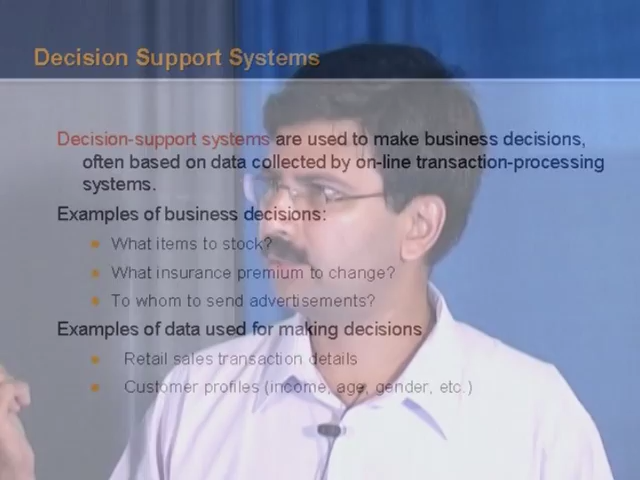 Decision Support Systems
Decision-support systems are used to make business decisions,
often based on data collected by on-line transaction-processing
systems.
Examples of business decisions:
What items to stock?
What insurance premium to change?
To whom to send advertisements?
Examples of data used for making decisions
Retail sales transaction details
Customer profiles (income, age, gender, etc.)